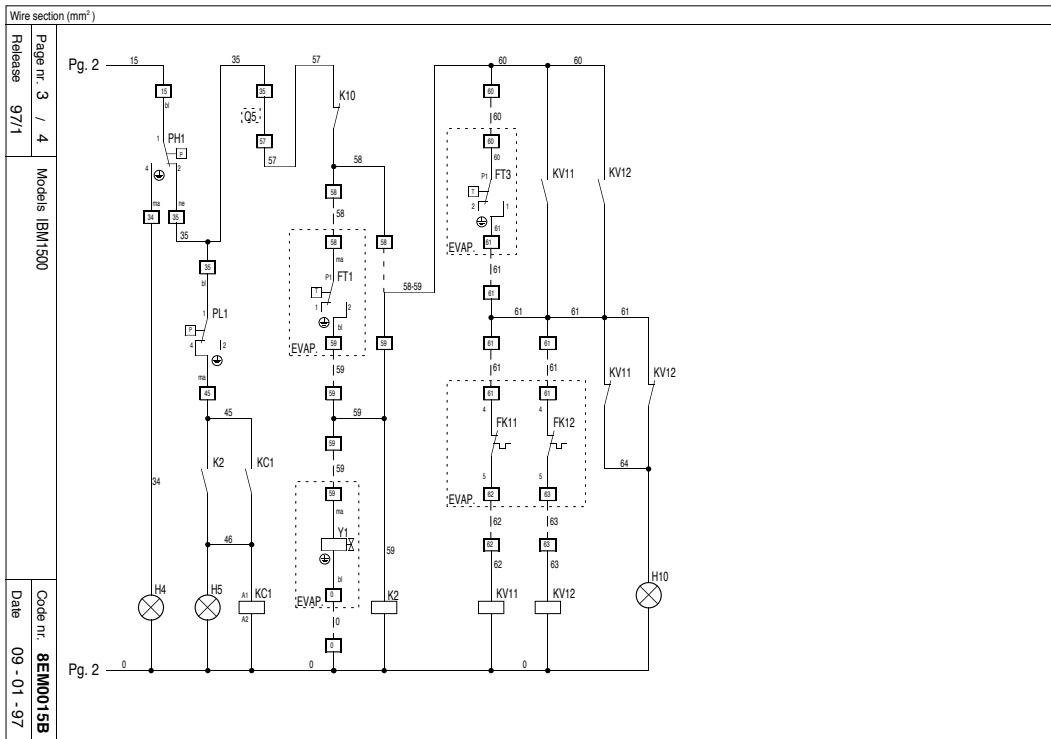 Wire section (mm²)
Page nr. 3 / 4
Release 97/1
Models IBM1500
Code nr. 8EM0015B
Date 09 - 01 - 97
Pg. 2
15
35
57
60
60
15
bl
35
Q5
57
57
K10
60
60
60
60
1
PH1
P
4
2
ma
ne
34
35
35
58
58
58
58
58
EVAP.
P1
FT3
T
2
1
61
61
61
61
KV11
KV12
35
bl
1
PL1
P
4
2
ma
45
45
ma
P1
FT1
T
1
2
bl
EVAP.
59
59
59
59
58-59
59
61
61
61
61
61
61
61
61
61
KV11
KV12
4
4
FK11
FK12
5
5
EVAP.
62
63
62
63
62
63
62
63
64
K2
KC1
34
46
59
59
59
ma
Y1
bl
EVAP.
0
0
0
59
H4
H5
A1
KC1
A2
K2
KV11
KV12
H10
Pg. 2
0
0
0
0